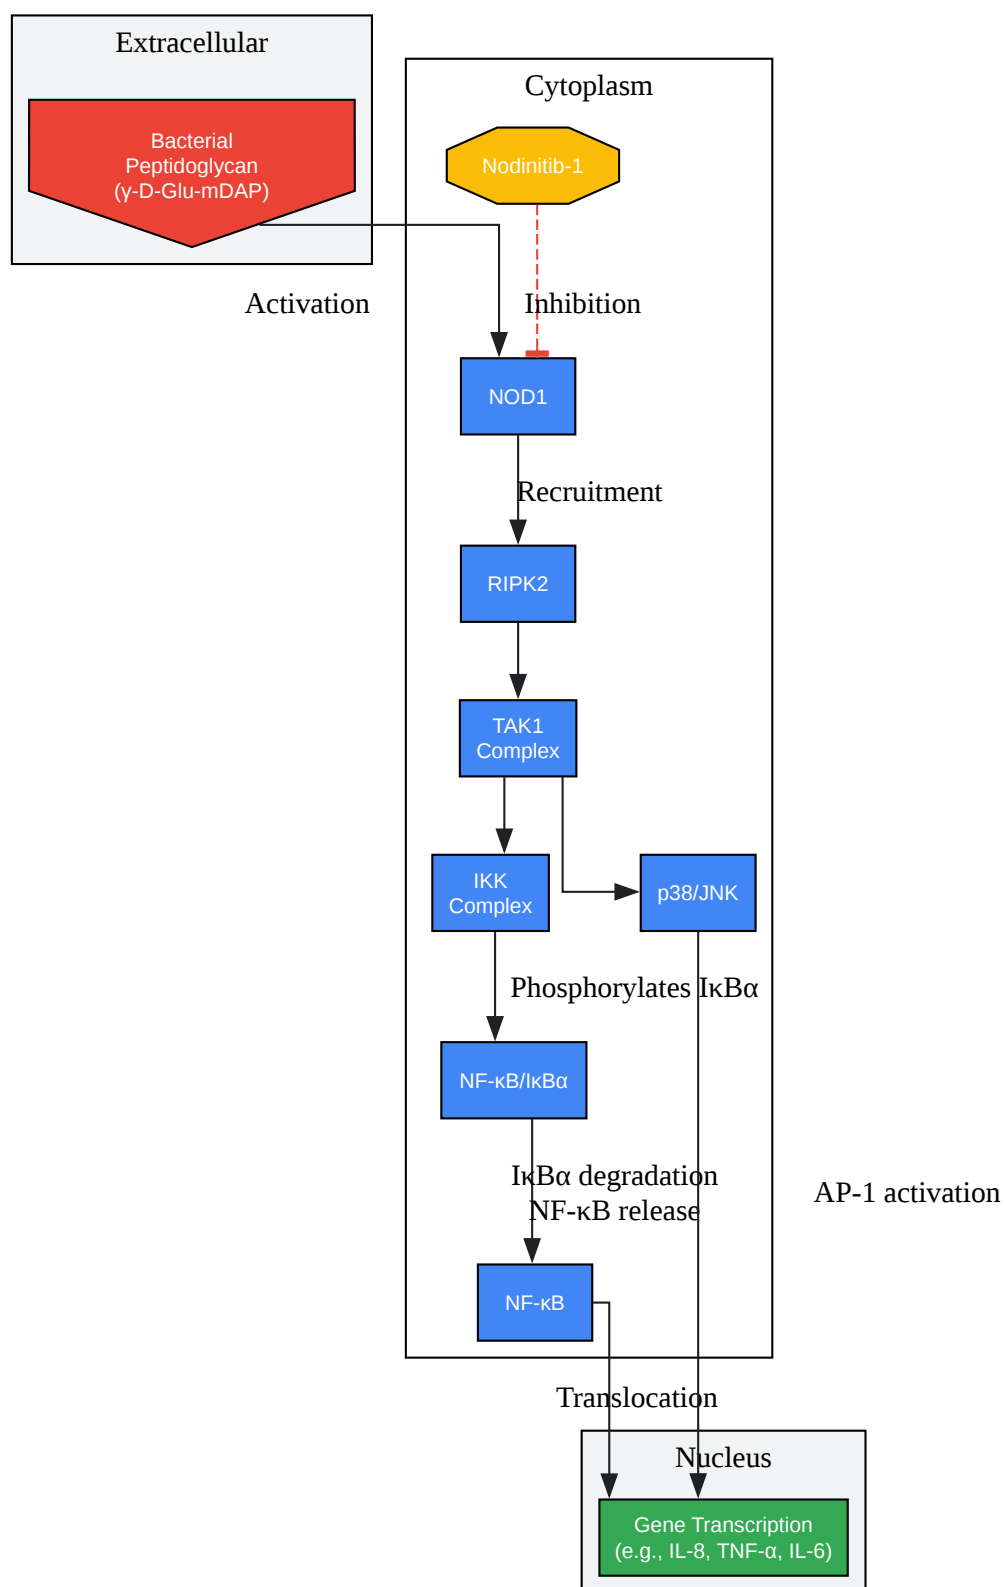 Extracellular
Bacterial
Peptidoglycan
(γ-D-Glu-mDAP)
Cytoplasm
Nodinitib-1
Activation
Inhibition
NOD1
Recruitment
RIPK2
TAK1
Complex
IKK
Complex
p38/JNK
Phosphorylates IκBα
NF-κB/IκBα
IκBα degradation
NF-κB release
AP-1 activation
NF-κB
Translocation
Nucleus
Gene Transcription
(e.g., IL-8, TNF-α, IL-6)